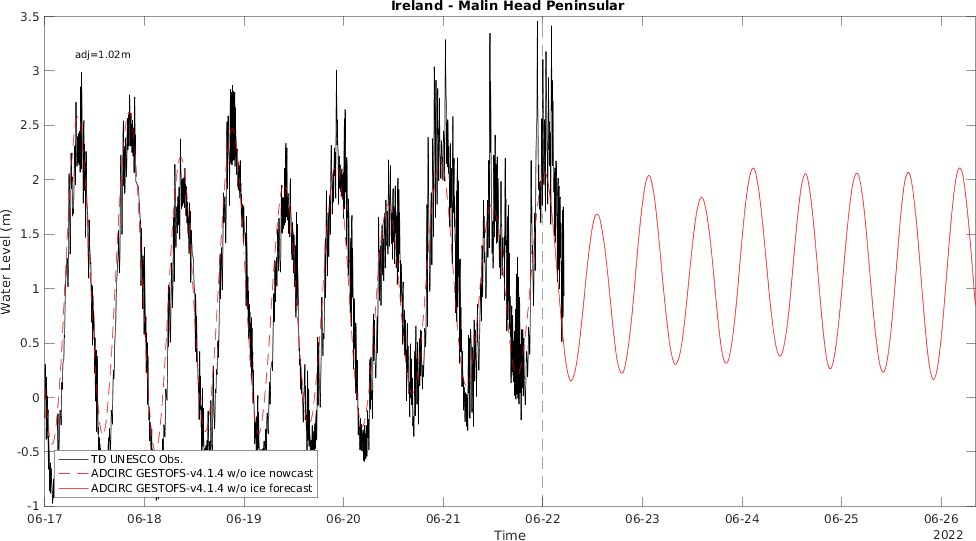 Ireland - Malin Head Peninsular
adj=1.02m
Water Level (m)
3.5
3
2.5
2
1.5
1
0.5
0
-0.5
-1
TD UNESCO Obs.
ADCIRC GESTOFS-v4.1.4 w/o ice nowcast
ADCIRC GESTOFS-v4.1.4 w/o ice forecast
06-17 06-18 06-19 06-20 06-21 06-22 06-23 06-24 06-25 06-26
Time
2022